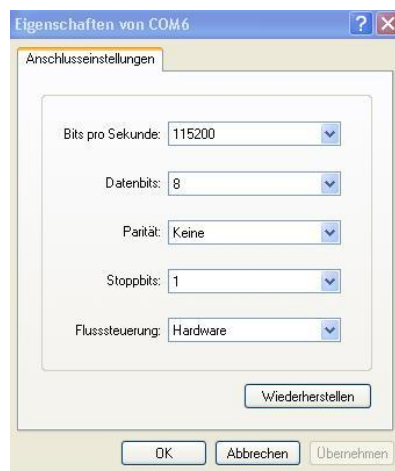 Eigenschaften von COM6
Anschlusseinstellungen
Bits pro Sekunde: 115200
Datenbits: 8
Parität: Keine
Stoppbits: 1
Flusssteuerung: Hardware
Wiederherstellen
OK Abbrechen Übernehmen